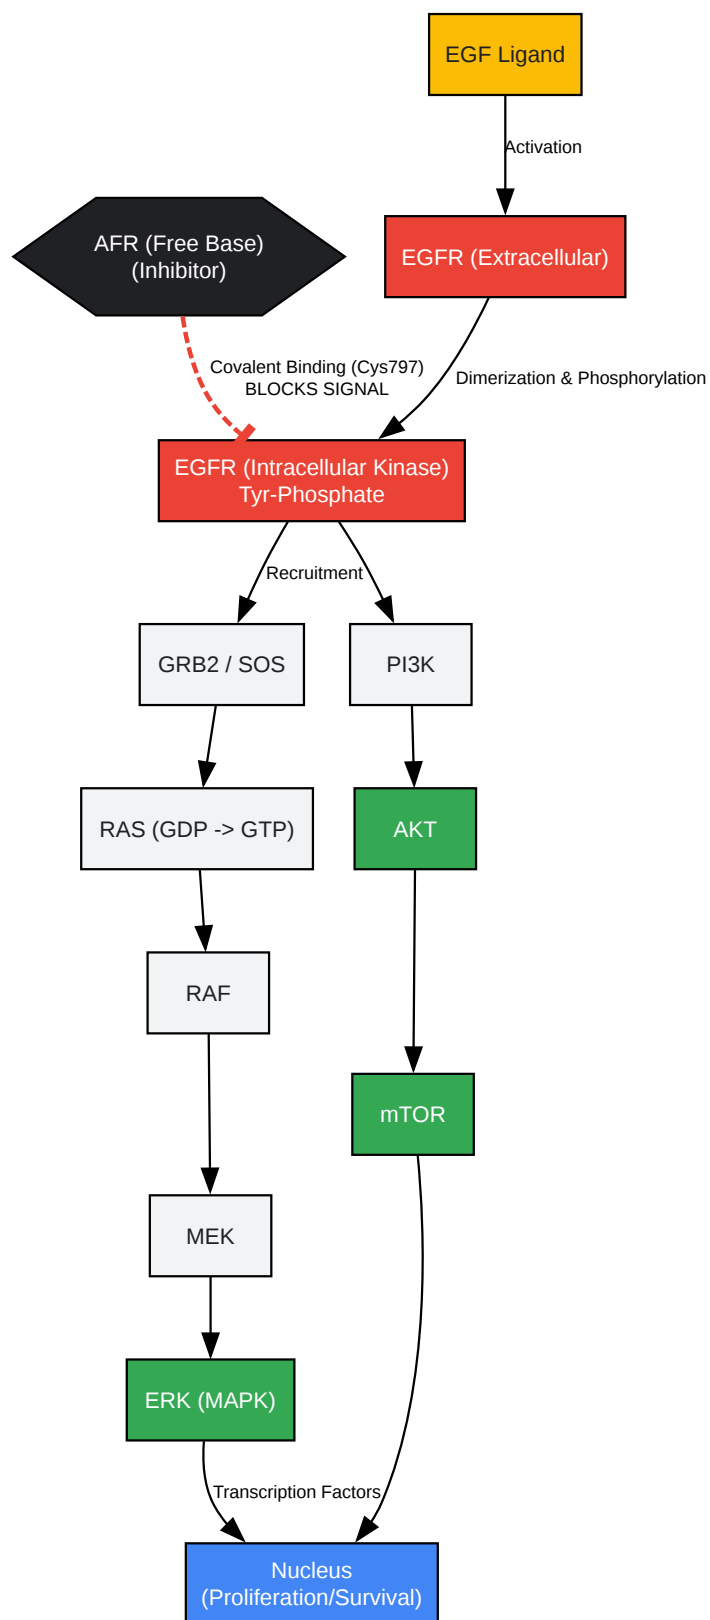 EGF Ligand
Activation
AFR (Free Base)
(Inhibitor)
EGFR (Extracellular)
Covalent Binding (Cys797)
BLOCKS SIGNAL
Dimerization & Phosphorylation
EGFR (Intracellular Kinase)
Tyr-Phosphate
Recruitment
GRB2 / SOS
PI3K
RAS (GDP -> GTP)
AKT
RAF
mTOR
MEK
ERK (MAPK)
Transcription Factors
Nucleus
(Proliferation/Survival)